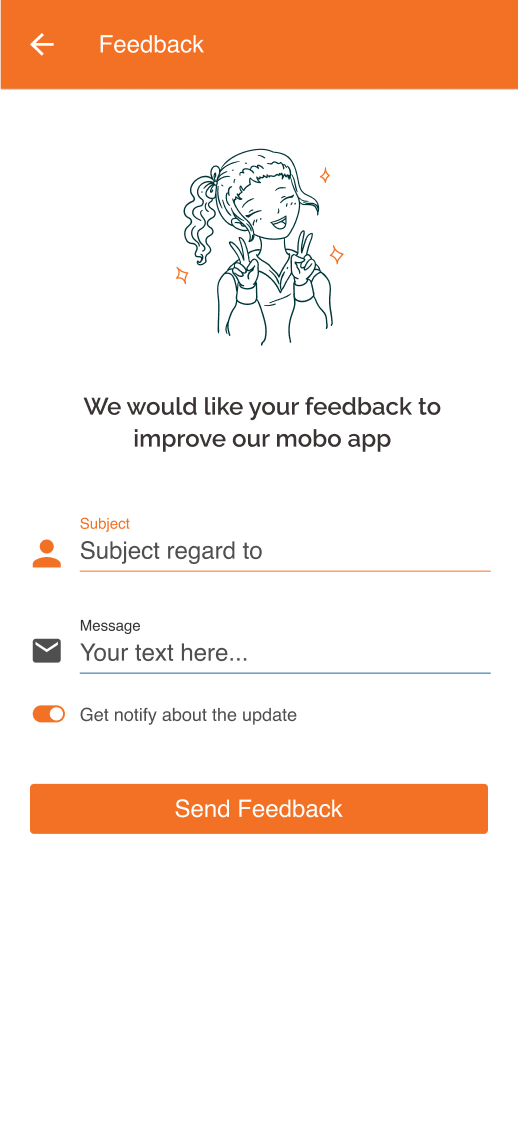 Feedback
We would like your feedback to
improve our mobo app
Subject
Subject regard to
Message
Your text here...
Get notify about the update
Send Feedback